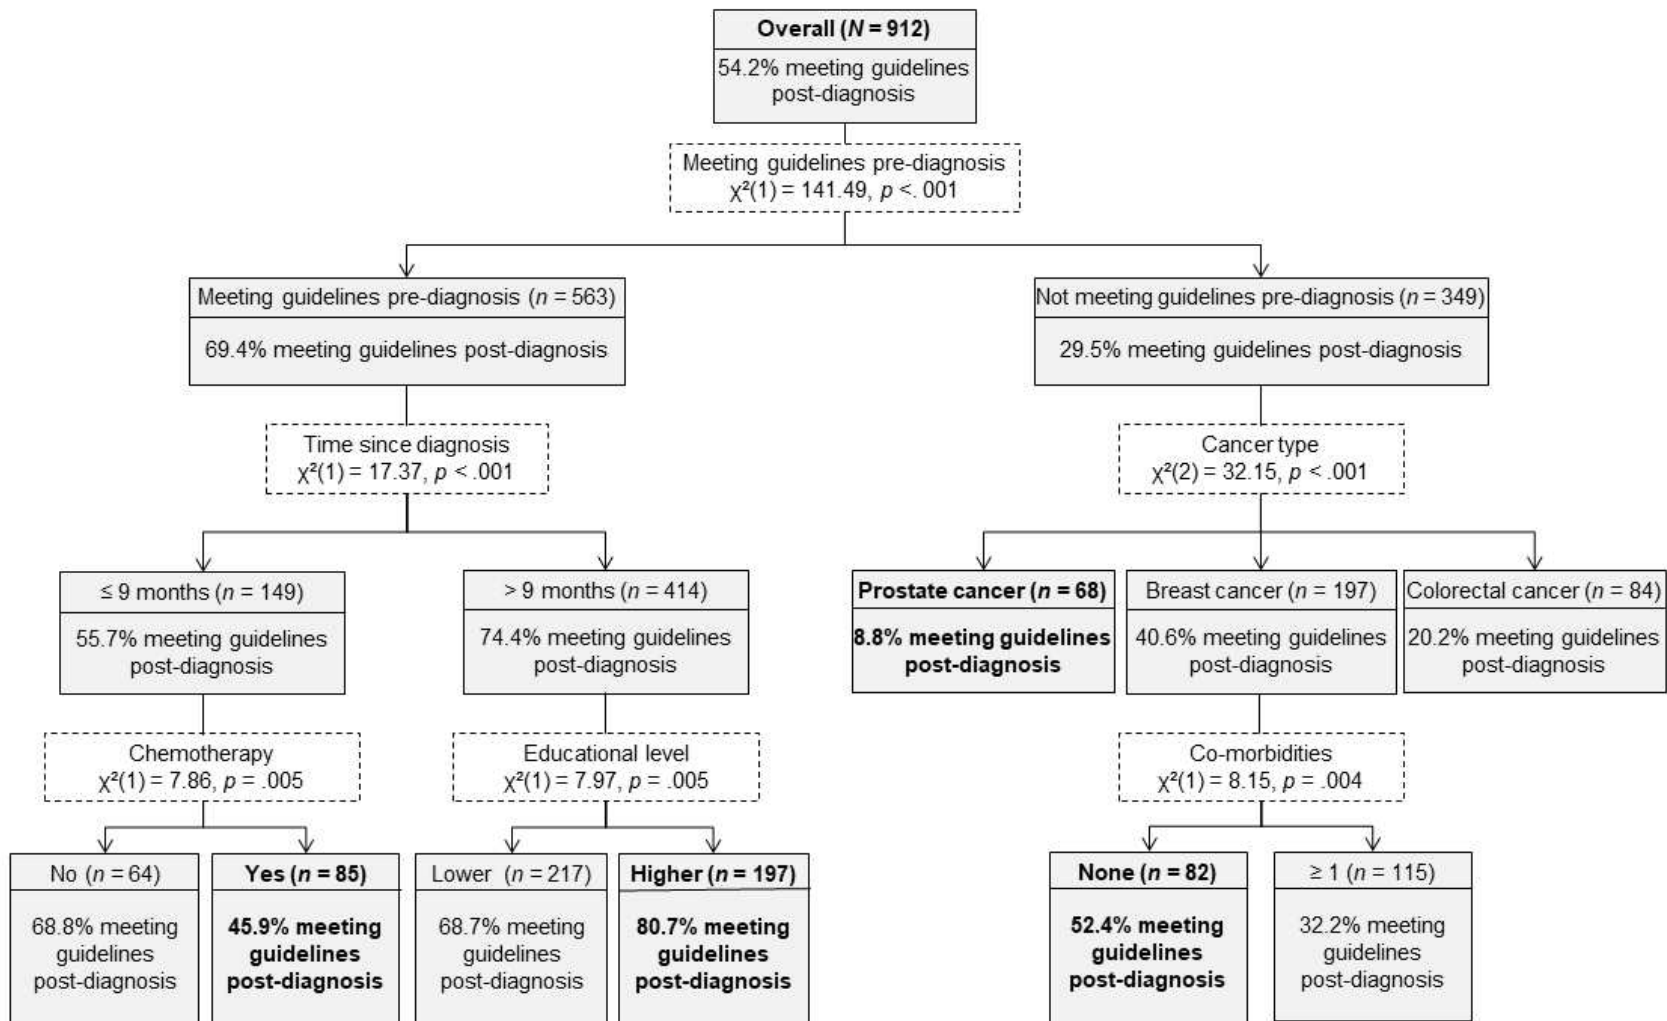 Overall (N = 912)
54.2% meeting guidelines
post-diagnosis
Meeting guidelines pre-diagnosis
χ²(1) = 141.49, p <. 001
Meeting guidelines pre-diagnosis (n = 563)
69.4% meeting guidelines post-diagnosis
Not meeting guidelines pre-diagnosis (n = 349)
29.5% meeting guidelines post-diagnosis
Time since diagnosis
χ²(1) = 17.37, p < .001
Cancer type
χ²(2) = 32.15, p <.001
≤ 9 months (n = 149)
55.7% meeting guidelines
post-diagnosis
> 9 months (n = 414)
74.4% meeting guidelines
post-diagnosis
Prostate cancer (n = 68)
8.8% meeting guidelines
post-diagnosis
Breast cancer (n = 197)
40.6% meeting guidelines
post-diagnosis
Colorectal cancer (n = 84)
20.2% meeting guidelines
post-diagnosis
Chemotherapy
χ²(1) = 7.86, p = .005
Educational level
χ²(1) = 7.97, p = .005
Co-morbidities
χ²(1) = 8.15, p = .004
No (n = 64)
68.8% meeting
guidelines
post-diagnosis
Yes (n = 85)
45.9% meeting
guidelines
post-diagnosis
Lower (n = 217)
68.7% meeting
guidelines
post-diagnosis
Higher (n = 197)
80.7% meeting
guidelines
post-diagnosis
None (n = 82)
52.4% meeting
guidelines
post-diagnosis
≥ 1 (n = 115)
32.2% meeting
guidelines
post-diagnosis